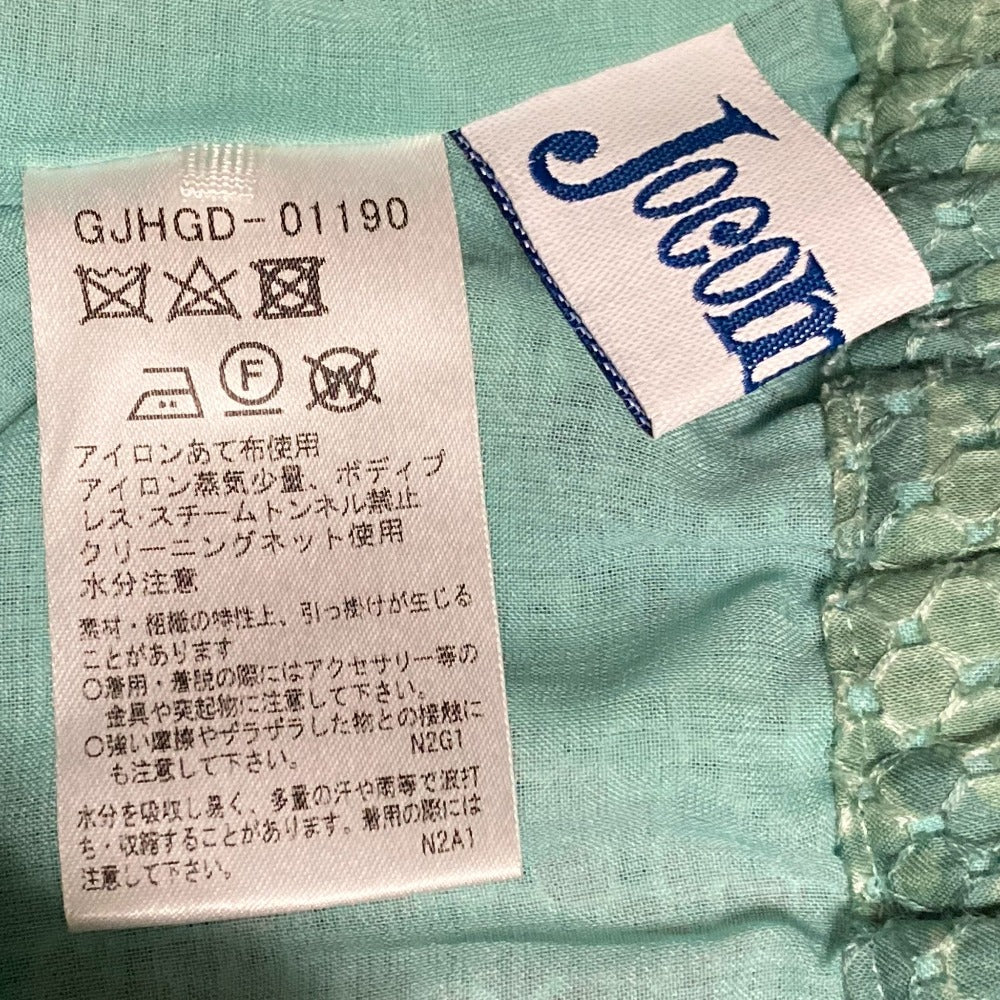 GJHGD-01190
F
W
アイロンあて布使用
アイロン蒸気少量、ボディプ
レス・スチームトンネル禁止
クリーニングネット使用
水分注意
素材・組織の特性上、引っ掛けが生じる
ことがあります
○着用・着脱の際にはアクセサリー等の
金具や突起物に注意して下さい。
○強い摩擦やザラザラした物との接触に
も注意して下さい。 N2G1
水分を吸収し易く、多量の汗や雨等で波打
ち・収縮することがあります。着用の際には
注意して下さい。 N2A1
Jocom